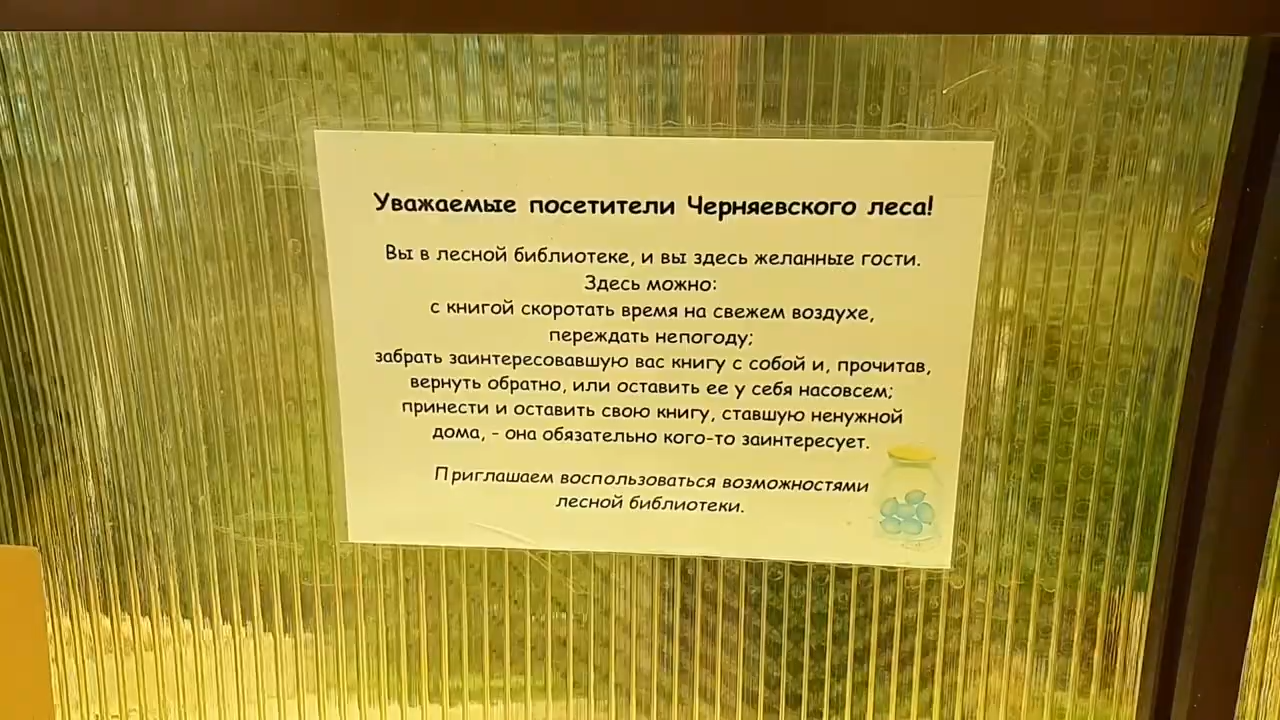 Уважаемые посетители Черняевского леса!
Вы в лесной библиотеке, и вы здесь желанные гости.
Здесь можно:
с книгой скоротать время на свежем воздухе,
переждать непогоду;
забрать заинтересовавшую вас книгу с собой и, прочитав,
вернуть обратно, или оставить ее у себя насовсем;
принести и оставить свою книгу, ставшую ненужной
дома, - она обязательно кого-то заинтересует.
Приглашаем воспользоваться возможностями
лесной библиотеки.